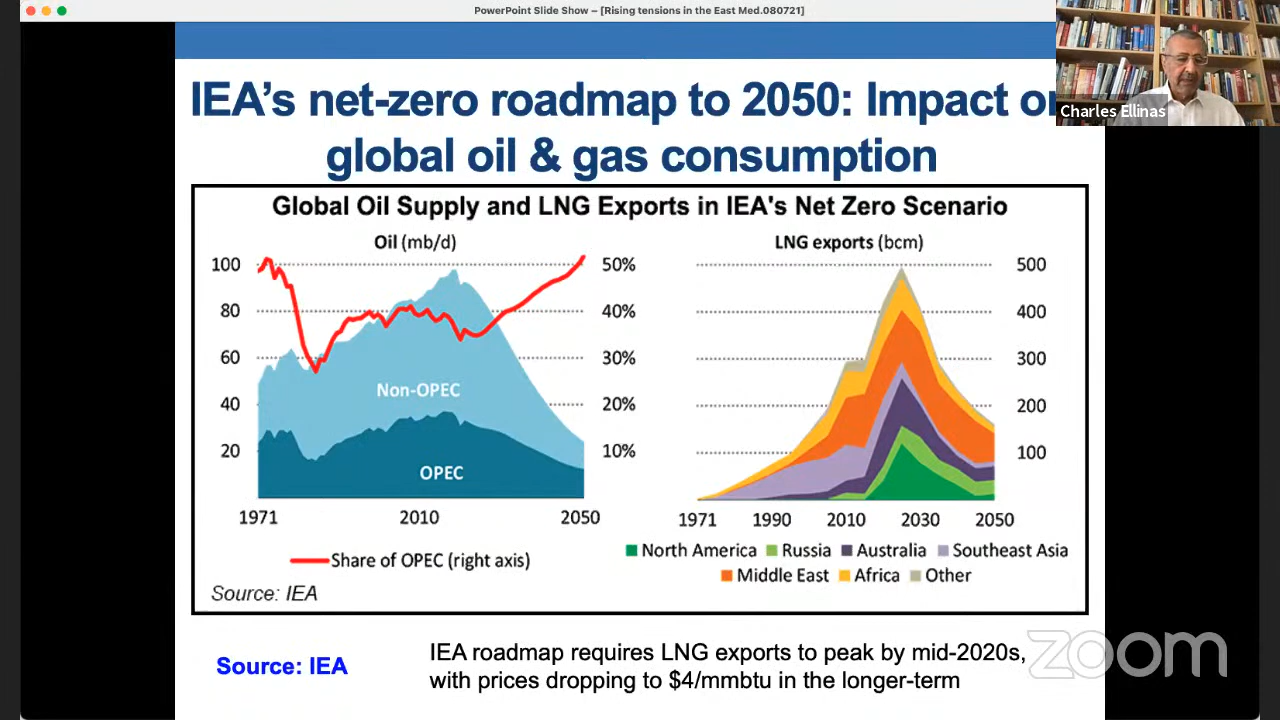 PowerPoint Slide Show – [Rising tensions in the East Med.080721]
IEA's net-zero roadmap to 2050: Impact on
global oil & gas consumption
Charles Ellinas
Global Oil Supply and LNG Exports in IEA's Net Zero Scenario
Oil (mb/d)
LNG exports (bcm)
100
80
60
40
20
50%
40%
30%
20%
10%
Non-OPEC
OPEC
1971 2010 2050
Share of OPEC (right axis)
500
400
300
200
100
1971 1990 2010 2030 2050
North America Russia Australia Southeast Asia
Middle East Africa Other
Source: IEA
Source: IEA
IEA roadmap requires LNG exports to peak by mid-2020s,
with prices dropping to $4/mmbtu in the longer-term
zoom